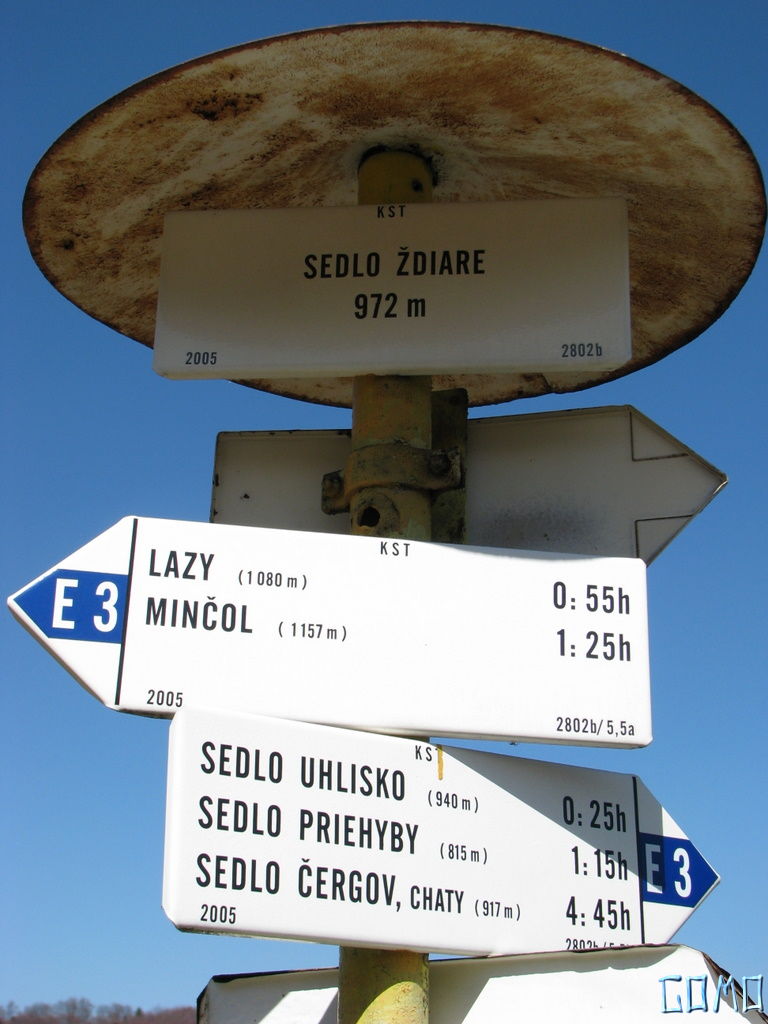 KST
SEDLO ŽDIARE
972 m
2005 2802b
KST
E 3
LAZY (1080 m) 0:55h
MINČOL (1157 m) 1:25h
2005 2802b/5,5a
KST
SEDLO UHLISKO (940 m) 0:25h
SEDLO PRIEHYBY (815 m) 1:15h
SEDLO ČERGOV, CHATY (917 m) 4:45h
E 3
2005
GOMO